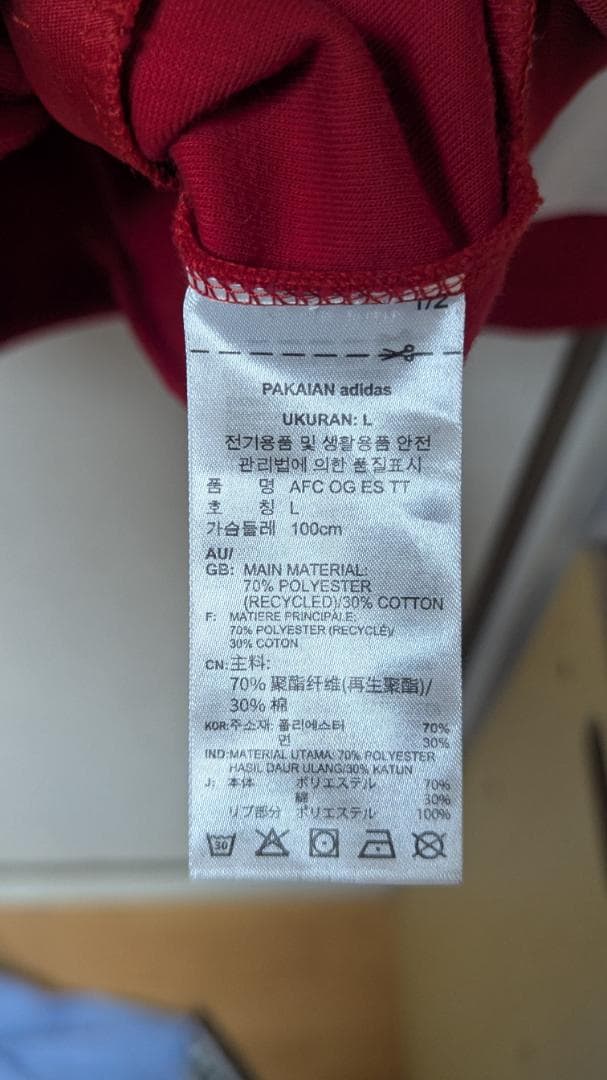 1/2
PAKAIAN adidas
UKURAN: L
전기용품 및 생활용품 안전
관리법에 의한 품질표시
품 명 AFC OG ES TT
호 칭 L
가슴둘레 100cm
AU/
GB: MAIN MATERIAL:
70% POLYESTER
(RECYCLED)/30% COTTON
F: MATIERE PRINCIPALE:
70% POLYESTER (RECYCLÉ)/
30% COTON
CN:主料:
70% 聚酯纤维(再生聚酯)/
30% 棉
KOR:주소재: 폴리에스터 70%
면 30%
IND:MATERIAL UTAMA: 70% POLYESTER
HASIL DAUR ULANG/30% KATUN
J: 本体 ポリエステル 70%
綿 30%
リブ部分 ポリエステル 100%
30